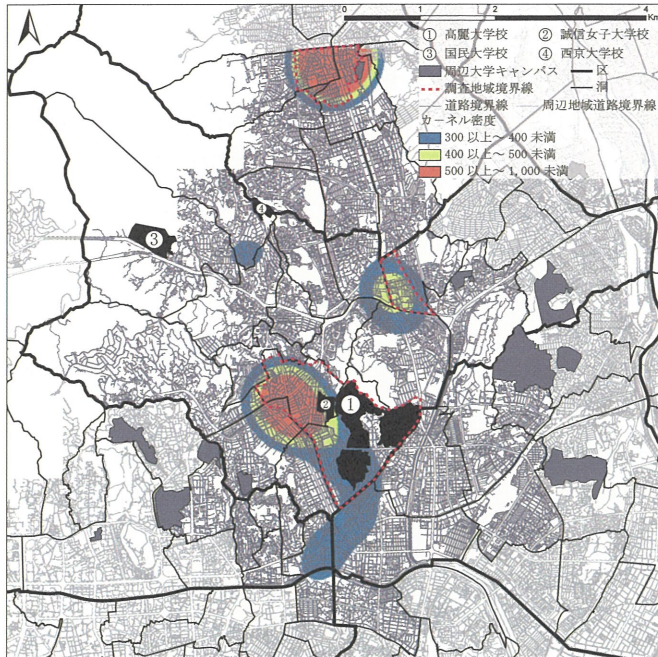 0 1 2 4
Km
① 高麗大学校 ② 誠信女子大学校
③ 国民大学校 ④ 西京大学校
周辺大学キャンパス 区
調査地域境界線 洞
道路境界線 周辺地域道路境界線
カーネル密度
300 以上～ 400 未満
400 以上～ 500 未満
500 以上～ 1,000 未満
④
③
②
①